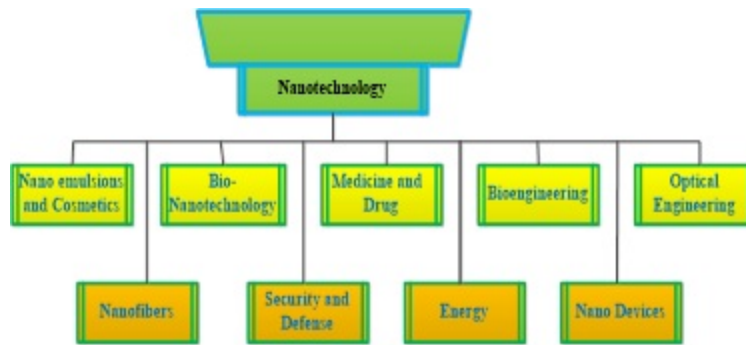 Nanotechnology
Nano emulsions
and Cosmetics
Bio-
Nanotechnology
Medicine and
Drug
Bioengineering
Optical
Engineering
Nanofibers
Security and
Defense
Energy
Nano Devices